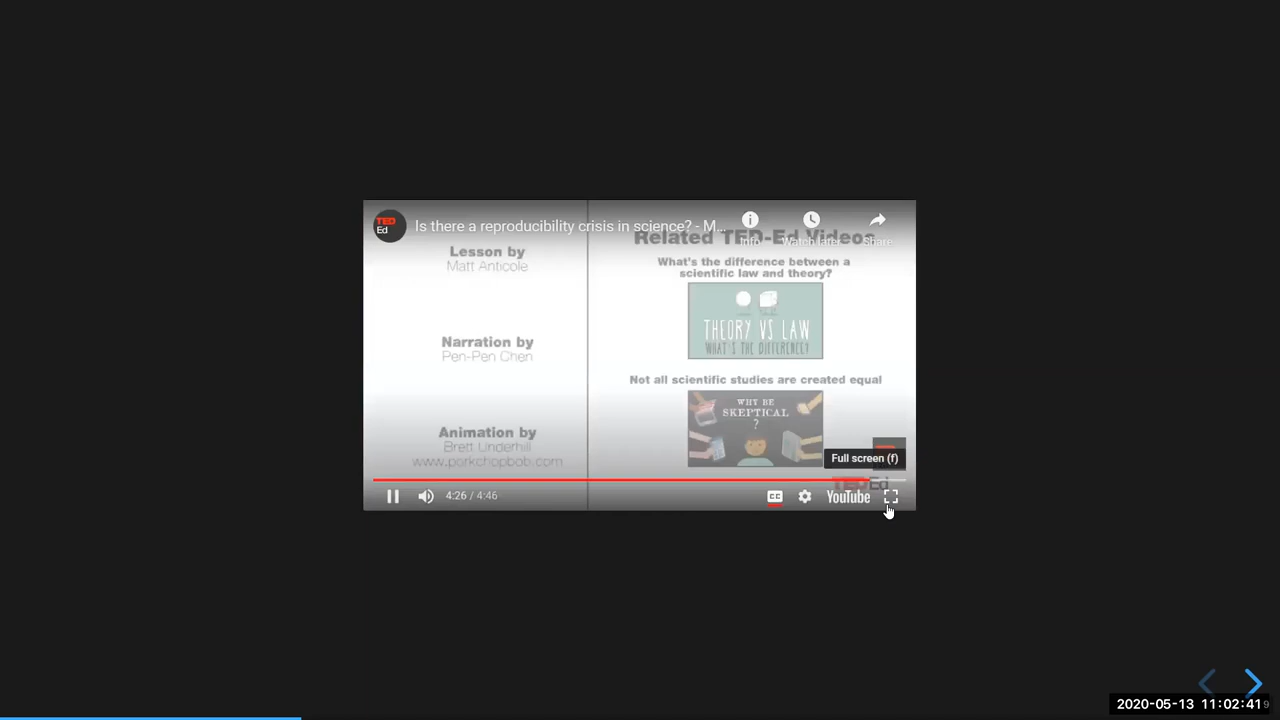 TED
Ed
Is there a reproducibility crisis in science? - M...
Info
Watch later
Share
Related TED-Ed Videos
Lesson by
Matt Anticole
What's the difference between a
scientific law and theory?
THEORY VS LAW
WHAT'S THE DIFFERENCE?
Narration by
Pen-Pen Chen
Not all scientific studies are created equal
WHY BE
SKEPTICAL
?
Animation by
Brett Underhill
www.porkchopbob.com
Full screen (f)
TEDEd
4:26 / 4:46
CC
YouTube
2020-05-13 11:02:41